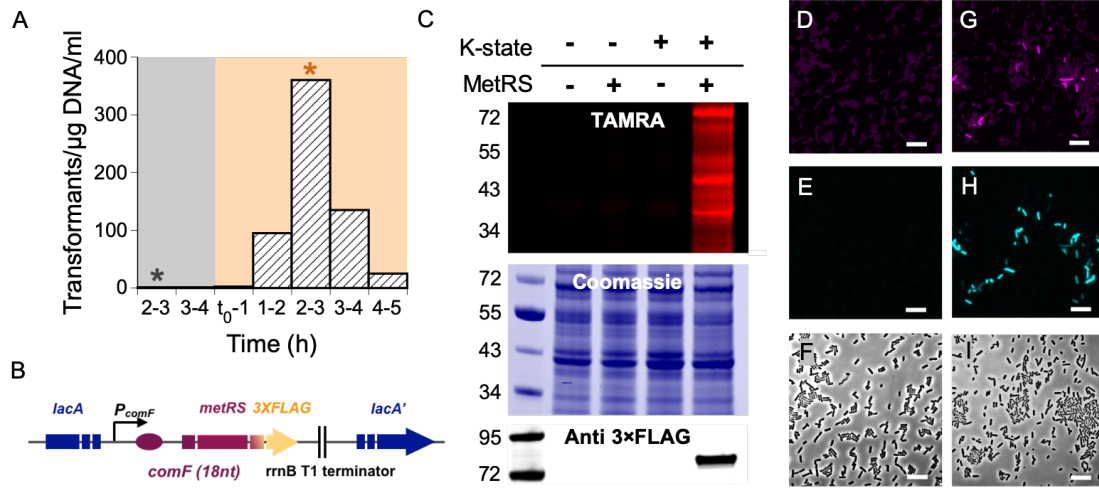 A
Transformants/µg DNA/ml
400
300
200
100
0
*
*
2-3 3-4 t0-1 1-2 2-3 3-4 4-5
Time (h)
B
lacA PcomF metRS 3XFLAG lacA'
comF (18nt) rrnB T1 terminator
C
K-state - - + +
MetRS - + - +
72
55
43
34
TAMRA
72
55
43
34
Coomassie
95
72
Anti 3×FLAG
D
G
E
H
F
I